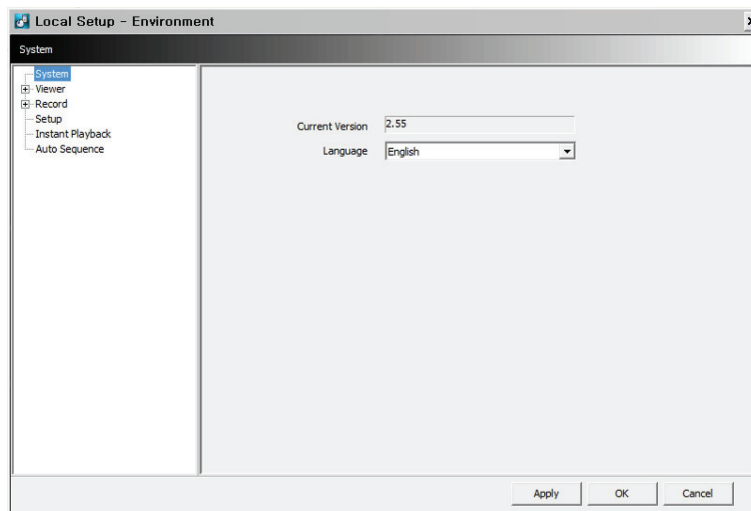 Local Setup - Environment
System
System
Viewer
Record
Setup
Instant Playback
Auto Sequence
Current Version 2.55
Language English
Apply OK Cancel